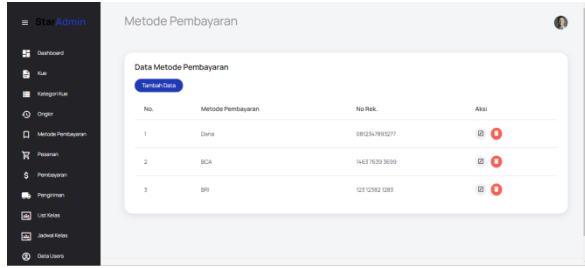 StarAdmin
Metode Pembayaran
Dashboard
Kue
Kategori Kue
Ongkir
Metode Pembayaran
Pesanan
Pembayaran
Pengiriman
List Kelas
Jadwal Kelas
Data Users
Data Metode Pembayaran
Tambah Data
No. Metode Pembayaran No Rek. Aksi
1 Dana 0812347893277
2 BCA 1463 7639 3699
3 BRI 123 12382 1283